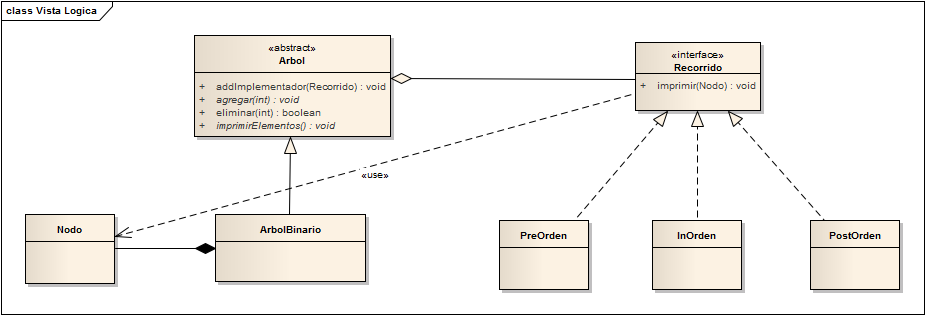 class Vista Logica
«abstract»
Arbol
+ addImplementador(Recorrido) : void
+ agregar(int) : void
+ eliminar(int) : boolean
+ imprimirElementos() : void
«interface»
Recorrido
+ imprimir(Nodo) : void
«use»
Nodo
ArbolBinario
PreOrden
InOrden
PostOrden